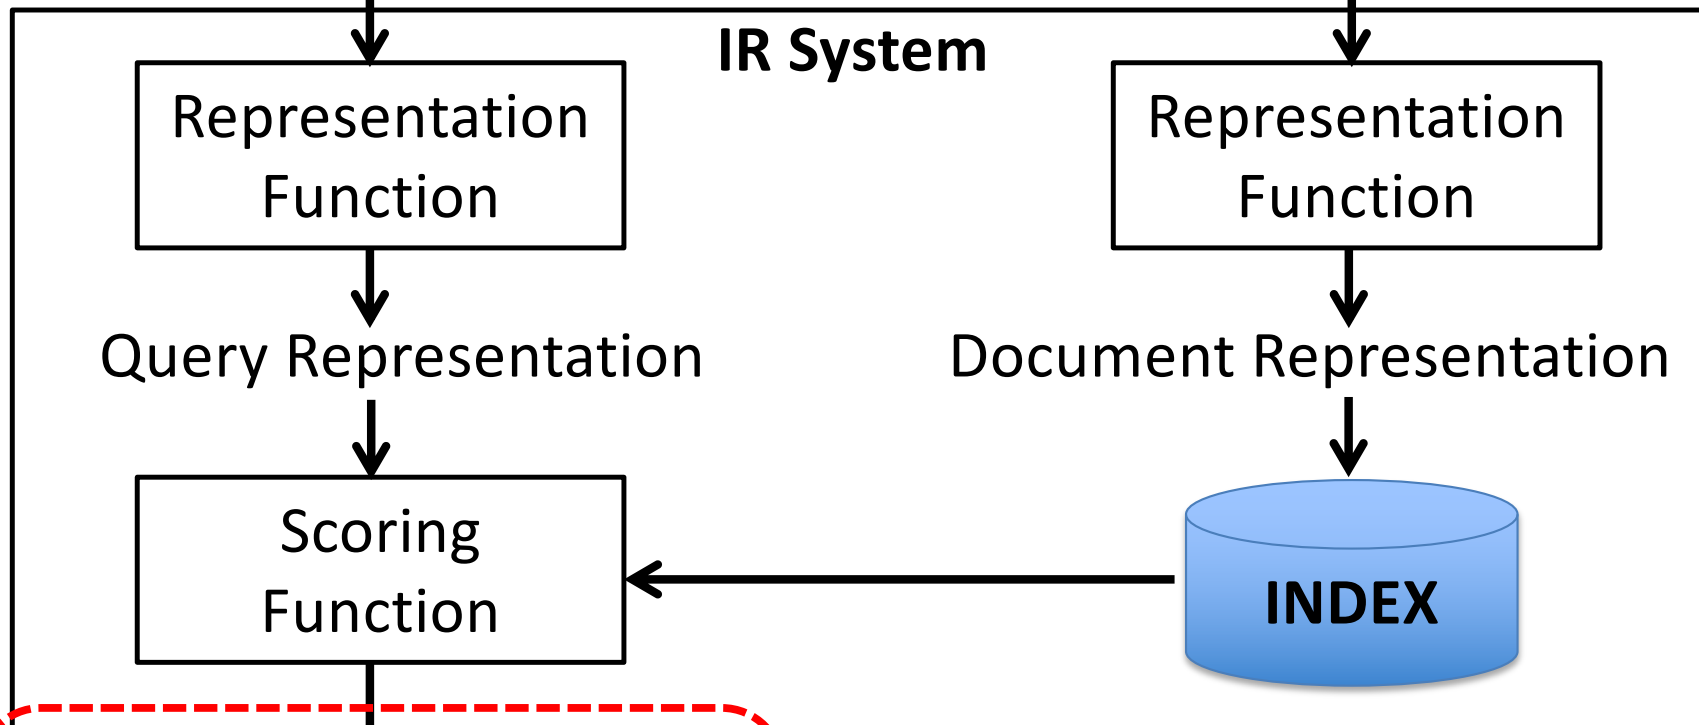 IR System
Representation
Function
Representation
Function
Query Representation
Document Representation
Scoring
Function
INDEX